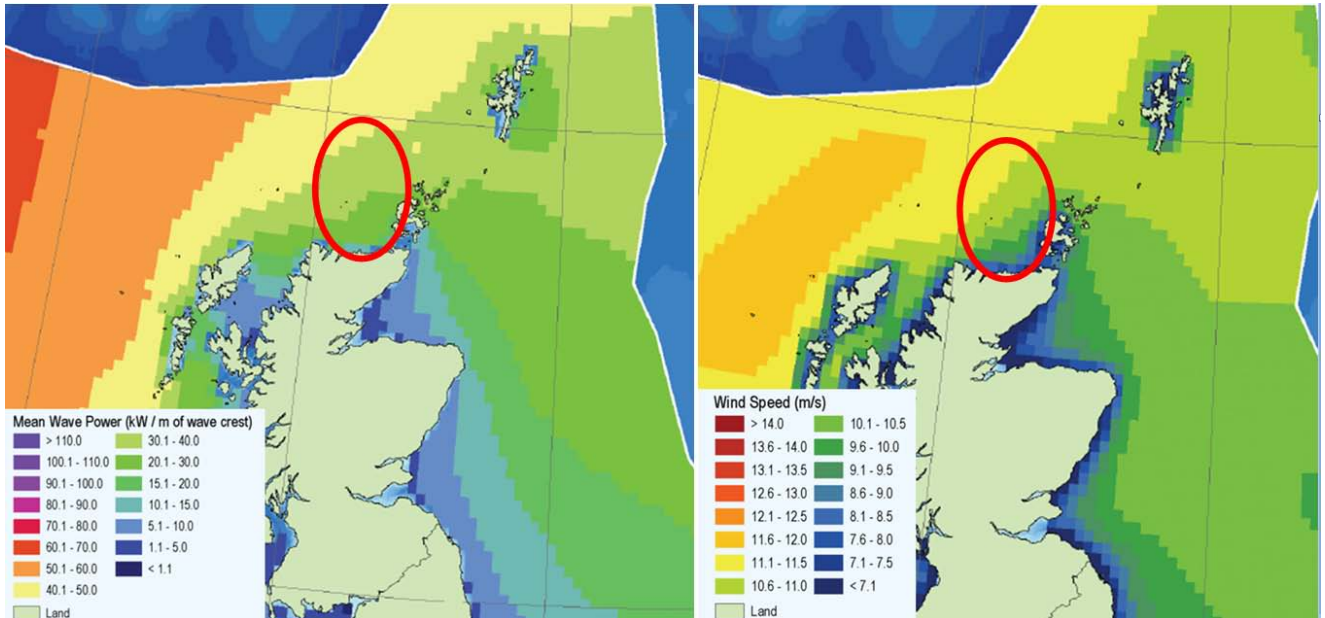 Mean Wave Power (kW / m of wave crest)
> 110.0
100.1 - 110.0
90.1 - 100.0
80.1 - 90.0
70.1 - 80.0
60.1 - 70.0
50.1 - 60.0
40.1 - 50.0
30.1 - 40.0
20.1 - 30.0
15.1 - 20.0
10.1 - 15.0
5.1 - 10.0
1.1 - 5.0
< 1.1
Land
Wind Speed (m/s)
> 14.0
13.6 - 14.0
13.1 - 13.5
12.6 - 13.0
12.1 - 12.5
11.6 - 12.0
11.1 - 11.5
10.6 - 11.0
10.1 - 10.5
9.6 - 10.0
9.1 - 9.5
8.6 - 9.0
8.1 - 8.5
7.6 - 8.0
7.1 - 7.5
< 7.1
Land